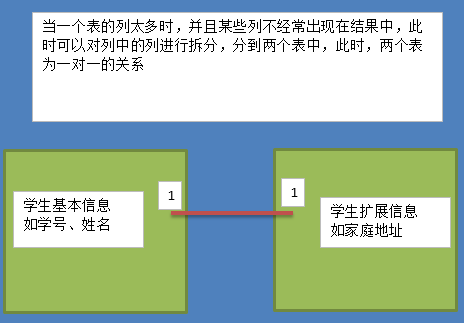 当一个表的列太多时，并且某些列不经常出现在结果中，此
时可以对列中的列进行拆分，分到两个表中，此时，两个表
为一对一的关系
1
1
学生基本信息
如学号、姓名
学生扩展信息
如家庭地址